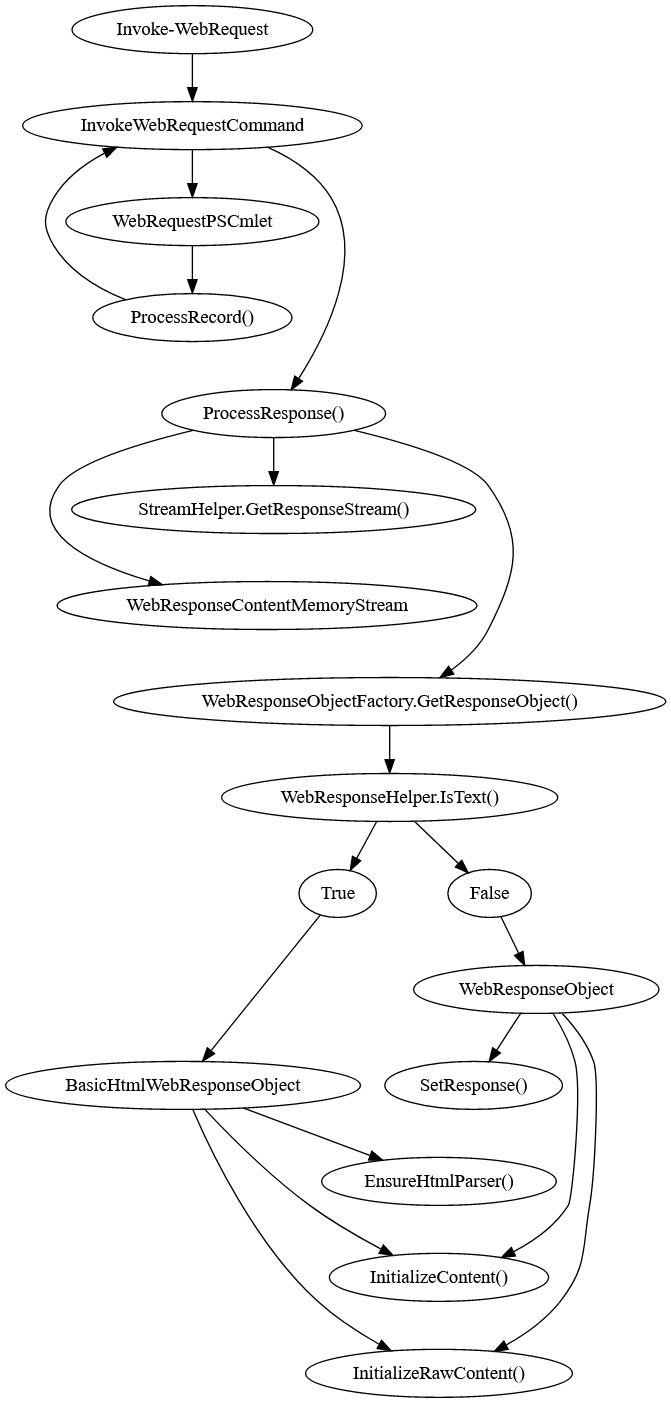 Invoke-WebRequest
InvokeWebRequestCommand
WebRequestPSCmlet
ProcessRecord()
ProcessResponse()
StreamHelper.GetResponseStream()
WebResponseContentMemoryStream
WebResponseObjectFactory.GetResponseObject()
WebResponseHelper.IsText()
True
False
WebResponseObject
BasicHtmlWebResponseObject
SetResponse()
EnsureHtmlParser()
InitializeContent()
InitializeRawContent()